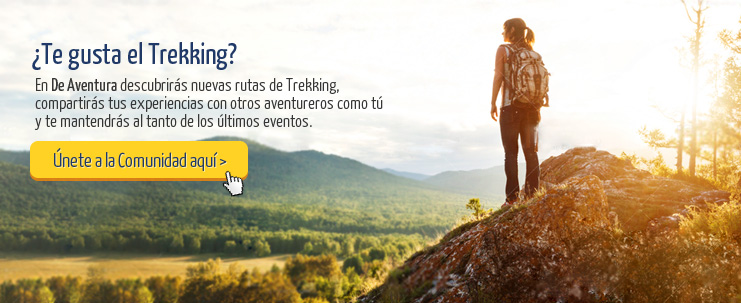 ¿Te gusta el Trekking?
En De Aventura descubrirás nuevas rutas de Trekking,
compartirás tus experiencias con otros aventureros como tú
y te mantendrás al tanto de los últimos eventos.
Únete a la Comunidad aquí >